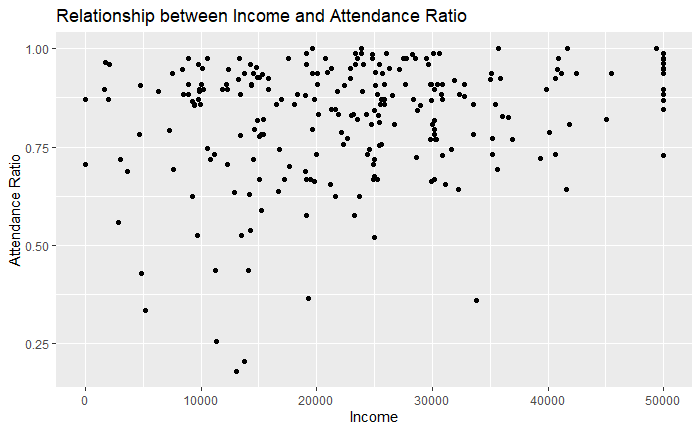 Relationship between Income and Attendance Ratio
1.00
0.75
0.50
0.25
Attendance Ratio
0 10000 20000 30000 40000 50000
Income